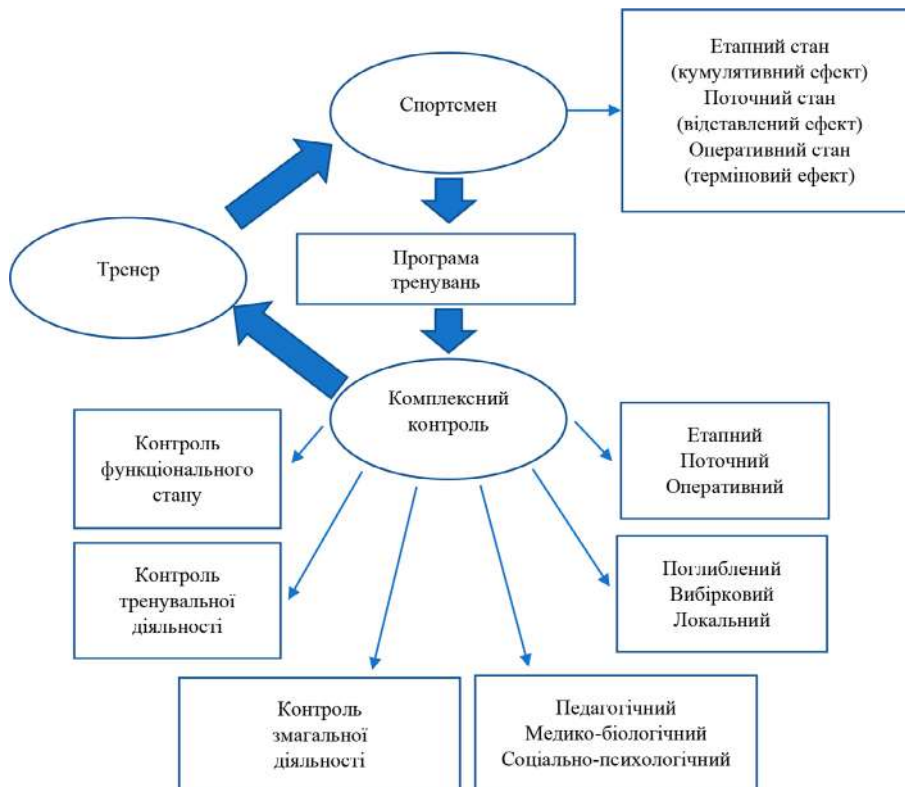 Етапний стан
(кумулятивний ефект)
Поточний стан
(відставлений ефект)
Оперативний стан
(терміновий ефект)
Спортсмен
Тренер
Програма
тренувань
Комплексний
контроль
Контроль
функціонального
стану
Етапний
Поточний
Оперативний
Контроль
тренувальної
діяльності
Поглиблений
Вибірковий
Локальний
Контроль
змагальної
діяльності
Педагогічний
Медико-біологічний
Соціально-психологічний